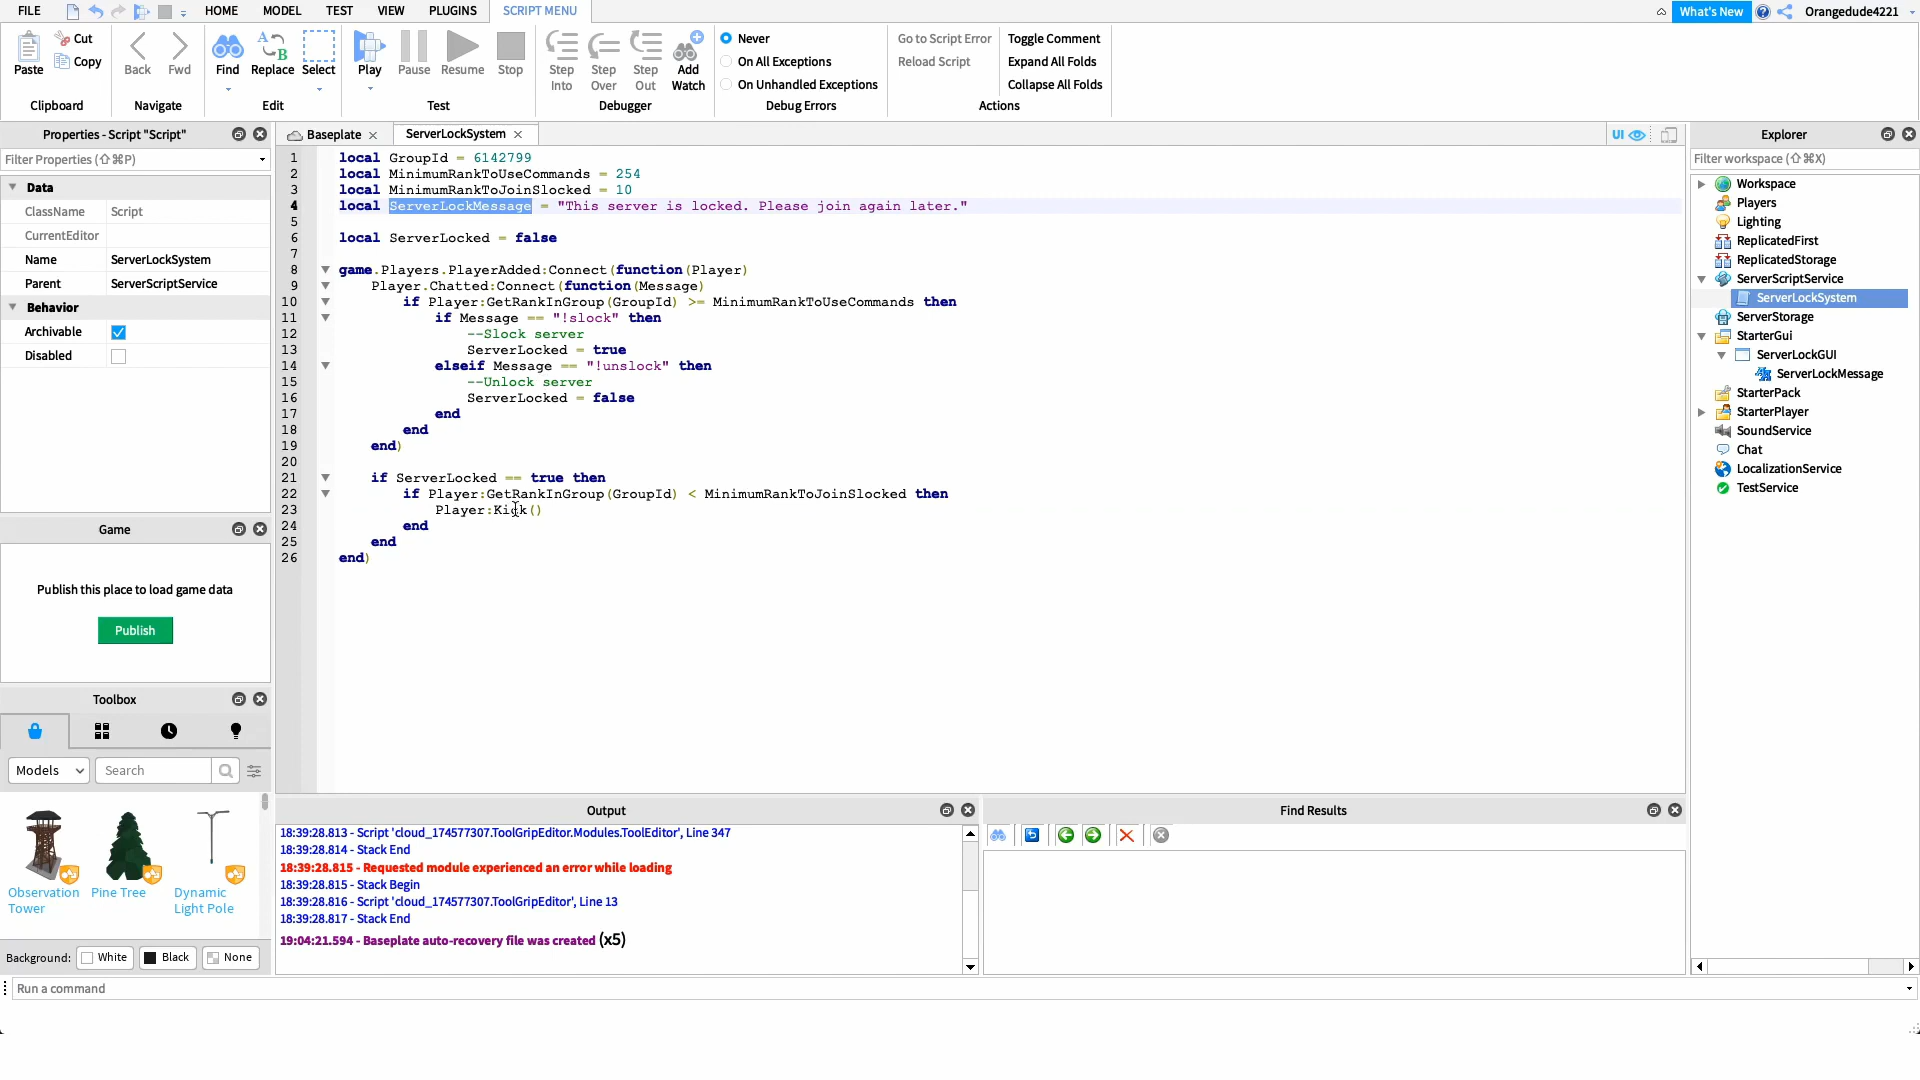 FILE HOME MODEL TEST VIEW PLUGINS SCRIPT MENU What's New Orangedude4221
Paste Cut Copy Back Fwd Find Replace Select Play Pause Resume Stop Step Into Step Over Step Out Add Watch
Never
On All Exceptions
On Unhandled Exceptions
Go to Script Error
Reload Script
Toggle Comment
Expand All Folds
Collapse All Folds
Clipboard Navigate Edit Test Debugger Debug Errors Actions
Properties - Script "Script"
Filter Properties (⇧⌘P)
Data
ClassName Script
CurrentEditor
Name ServerLockSystem
Parent ServerScriptService
Behavior
Archivable
Disabled
Game
Publish this place to load game data
Publish
Toolbox
Models Search
Observation Tower
Pine Tree
Dynamic Light Pole
Background: White Black None
Baseplate ServerLockSystem UI
1 local GroupId = 6142799
2 local MinimumRankToUseCommands = 254
3 local MinimumRankToJoinSlocked = 10
4 local ServerLockMessage = "This server is locked. Please join again later."
5
6 local ServerLocked = false
7
8 game.Players.PlayerAdded:Connect(function(Player)
9 Player.Chatted:Connect(function(Message)
10 if Player:GetRankInGroup(GroupId) >= MinimumRankToUseCommands then
11 if Message == "!slock" then
12 --Slock server
13 ServerLocked = true
14 elseif Message == "!unslock" then
15 --Unlock server
16 ServerLocked = false
17 end
18 end
19 end)
20
21 if ServerLocked == true then
22 if Player:GetRankInGroup(GroupId) < MinimumRankToJoinSlocked then
23 Player:Kick()
24 end
25 end
26 end)
Output
18:39:28.813 - Script 'cloud_174577307.ToolGripEditor.Modules.ToolEditor', Line 347
18:39:28.814 - Stack End
18:39:28.815 - Requested module experienced an error while loading
18:39:28.815 - Stack Begin
18:39:28.816 - Script 'cloud_174577307.ToolGripEditor', Line 13
18:39:28.817 - Stack End
19:04:21.594 - Baseplate auto-recovery file was created (x5)
Find Results
Explorer
Filter workspace (⇧⌘X)
Workspace
Players
Lighting
ReplicatedFirst
ReplicatedStorage
ServerScriptService
ServerLockSystem
ServerStorage
StarterGui
ServerLockGUI
ServerLockMessage
StarterPack
StarterPlayer
SoundService
Chat
LocalizationService
TestService
Run a command